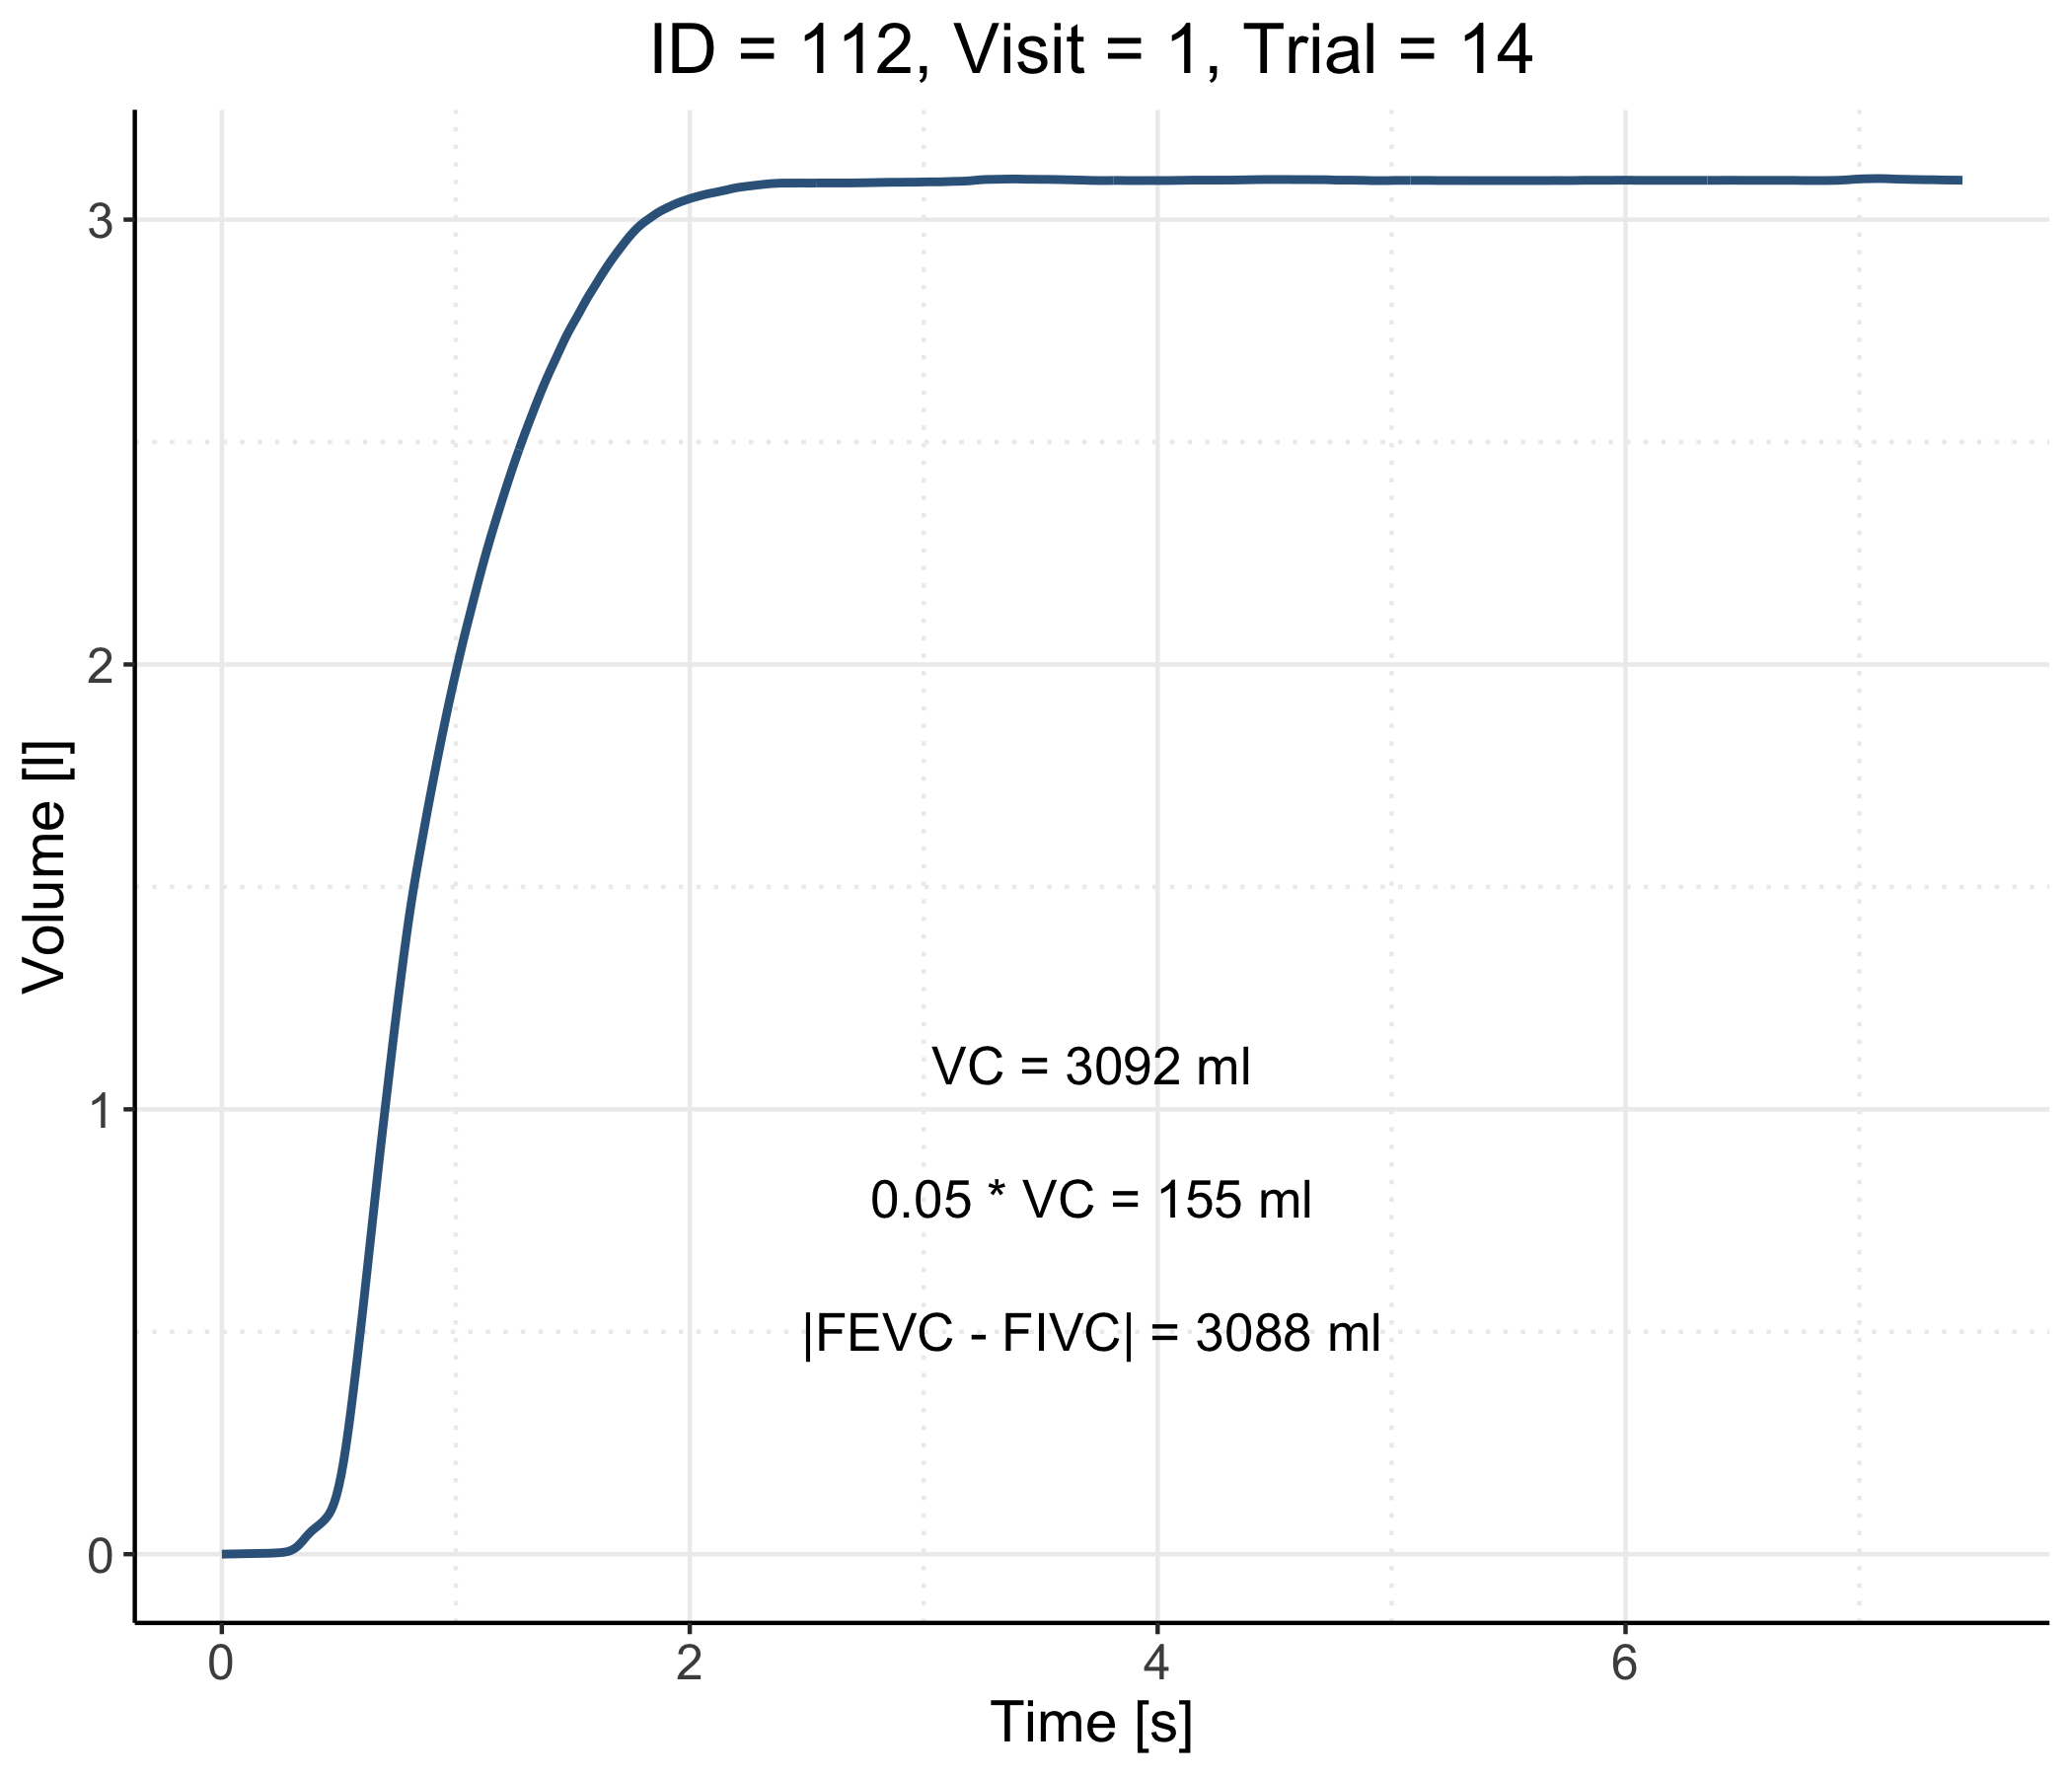 ID = 112, Visit = 1, Trial = 14
3
2
1
0
Volume [l]
VC = 3092 ml
0.05 * VC = 155 ml
|FEVC - FIVC| = 3088 ml
0 2 4 6
Time [s]